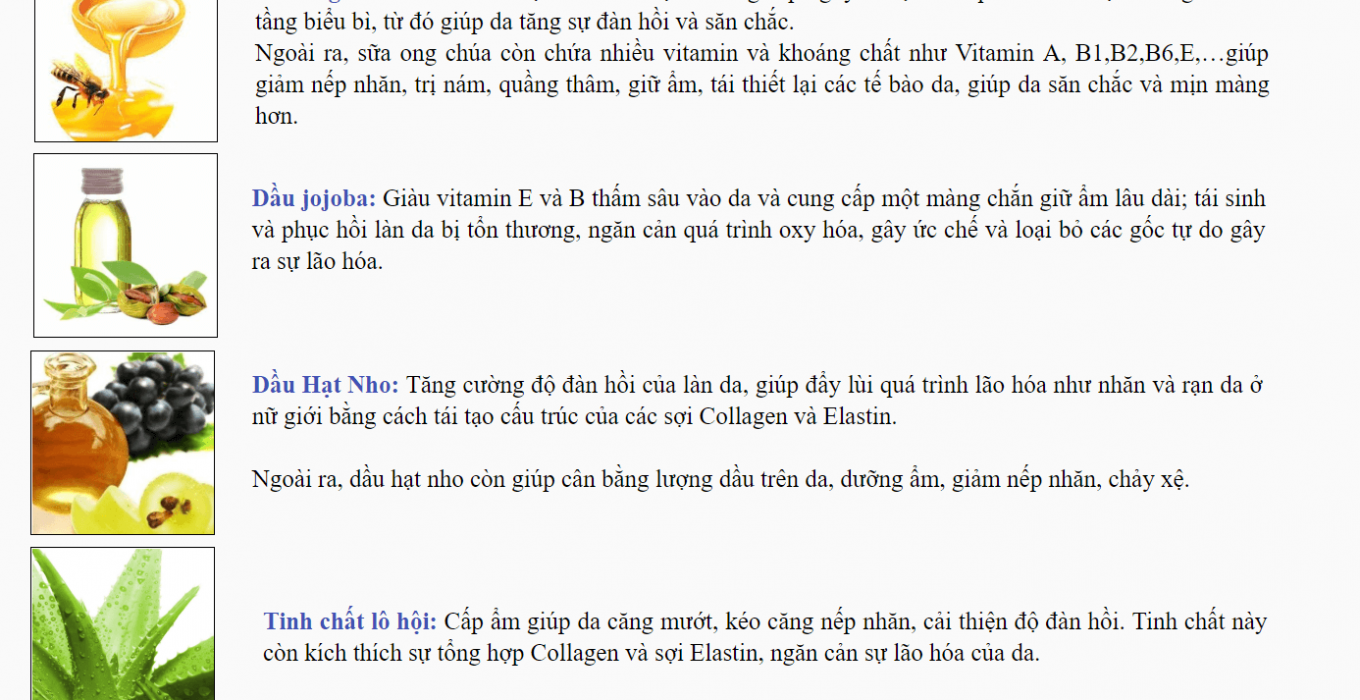 tầng biểu bì, từ đó giúp da tăng sự đàn hồi và săn chắc.
Ngoài ra, sữa ong chúa còn chứa nhiều vitamin và khoáng chất như Vitamin A, B1,B2,B6,E,…giúp
giảm nếp nhăn, trị nám, quầng thâm, giữ ẩm, tái thiết lại các tế bào da, giúp da săn chắc và mịn màng
hơn.
Dầu jojoba: Giàu vitamin E và B thấm sâu vào da và cung cấp một màng chắn giữ ẩm lâu dài; tái sinh
và phục hồi làn da bị tổn thương, ngăn cản quá trình oxy hóa, gây ức chế và loại bỏ các gốc tự do gây
ra sự lão hóa.
Dầu Hạt Nho: Tăng cường độ đàn hồi của làn da, giúp đẩy lùi quá trình lão hóa như nhăn và rạn da ở
nữ giới bằng cách tái tạo cấu trúc của các sợi Collagen và Elastin.
Ngoài ra, dầu hạt nho còn giúp cân bằng lượng dầu trên da, dưỡng ẩm, giảm nếp nhăn, chảy xệ.
Tinh chất lô hội: Cấp ẩm giúp da căng mướt, kéo căng nếp nhăn, cải thiện độ đàn hồi. Tinh chất này
còn kích thích sự tổng hợp Collagen và sợi Elastin, ngăn cản sự lão hóa của da.